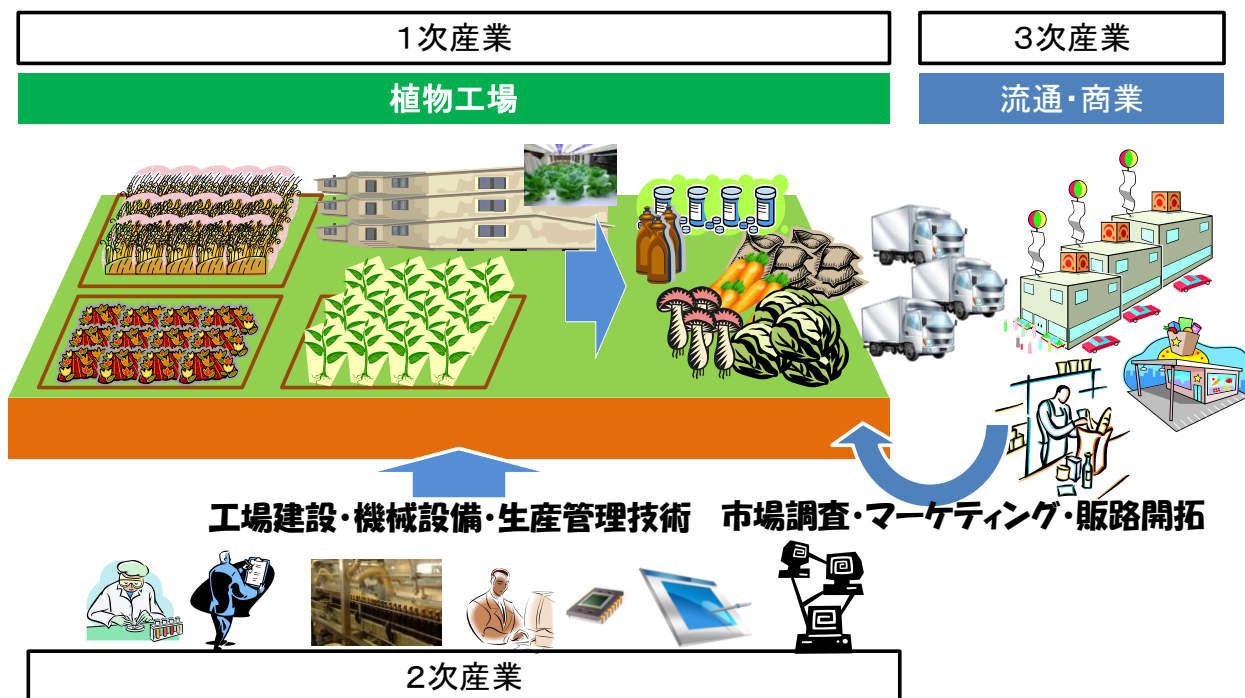 1次産業
3次産業
植物工場
流通・商業
工場建設・機械設備・生産管理技術
市場調査・マーケティング・販路開拓
2次産業